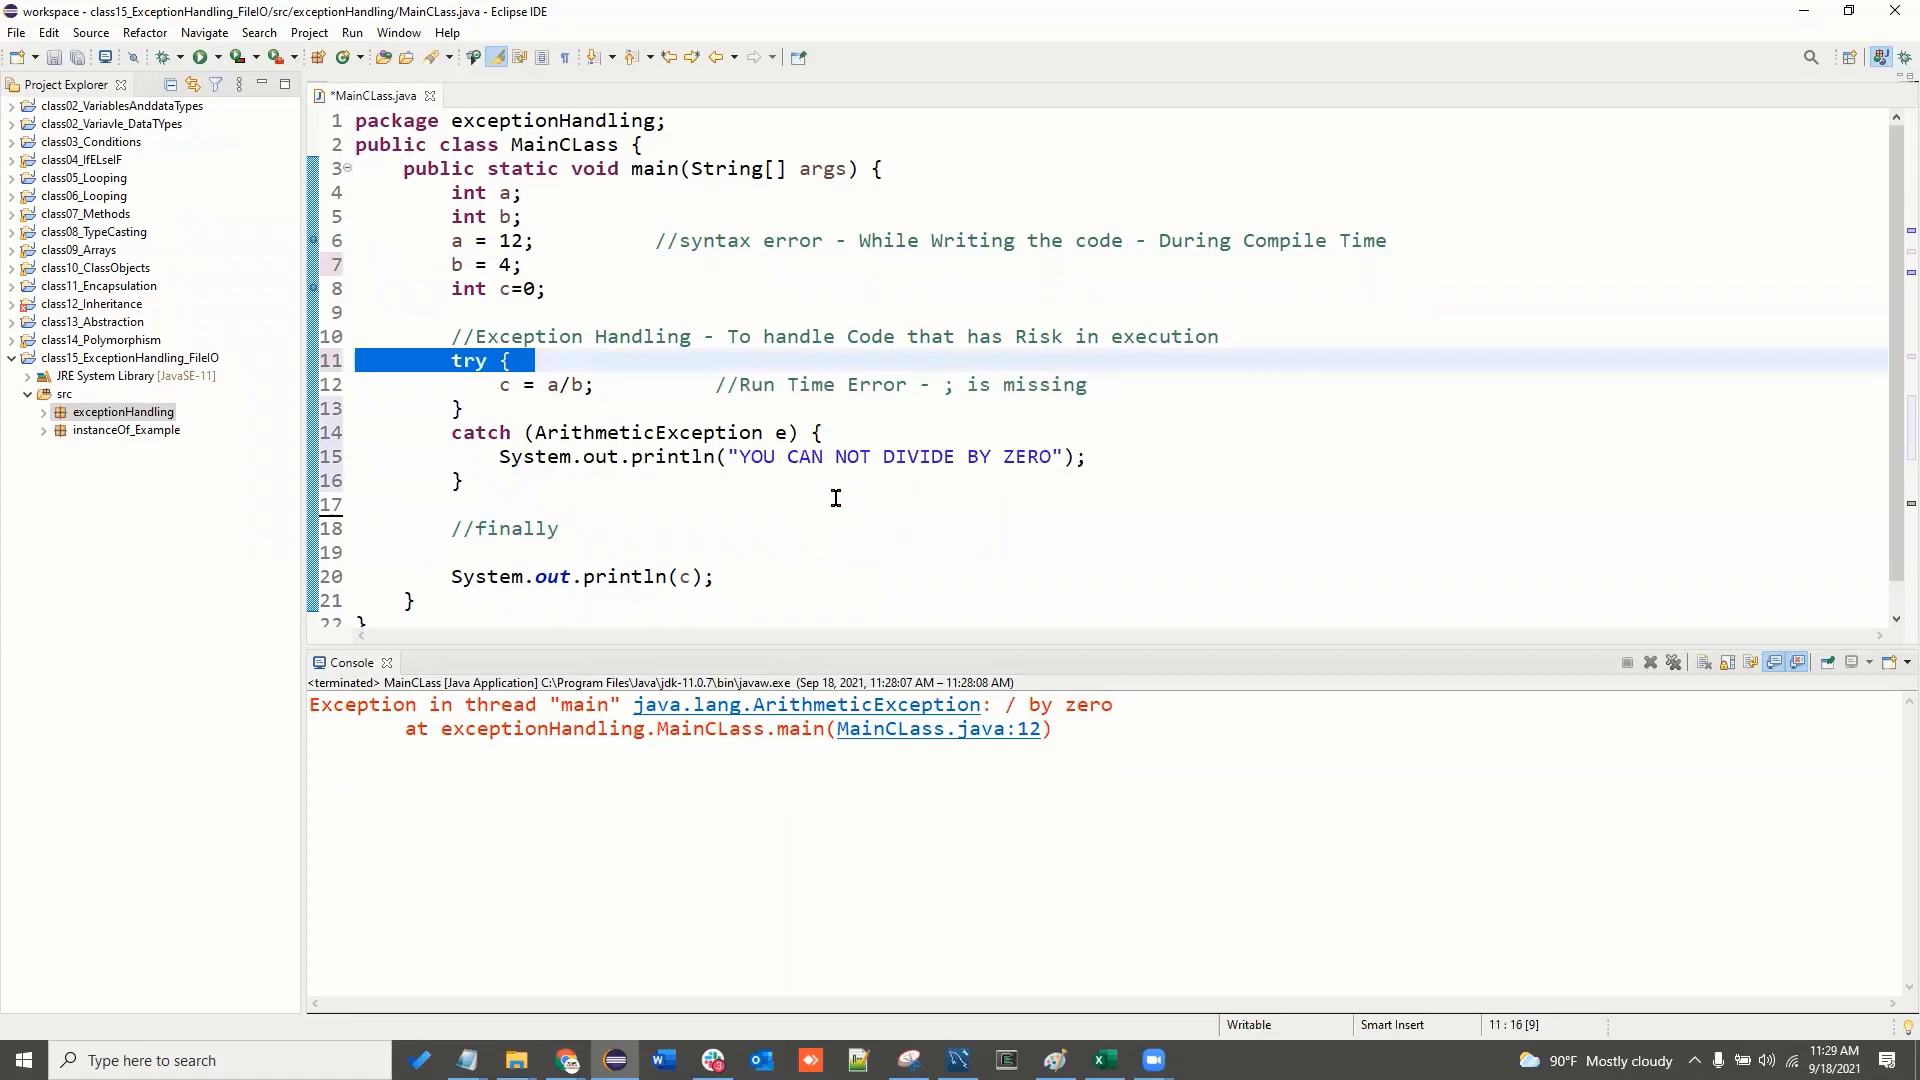 workspace - class15_ExceptionHandling_FileIO/src/exceptionHandling/MainCLass.java - Eclipse IDE
File Edit Source Refactor Navigate Search Project Run Window Help
Project Explorer
class02_VariablesAnddataTypes
class02_Variavle_DataTYpes
class03_Conditions
class04_IfELseIF
class05_Looping
class06_Looping
class07_Methods
class08_TypeCasting
class09_Arrays
class10_ClassObjects
class11_Encapsulation
class12_Inheritance
class13_Abstraction
class14_Polymorphism
class15_ExceptionHandling_FileIO
JRE System Library [JavaSE-11]
src
exceptionHandling
instanceOf_Example
*MainCLass.java
1 package exceptionHandling;
2 public class MainCLass {
3 public static void main(String[] args) {
4 int a;
5 int b;
6 a = 12; //syntax error - While Writing the code - During Compile Time
7 b = 4;
8 int c=0;
9
10 //Exception Handling - To handle Code that has Risk in execution
11 try {
12 c = a/b; //Run Time Error - ; is missing
13 }
14 catch (ArithmeticException e) {
15 System.out.println("YOU CAN NOT DIVIDE BY ZERO");
16 }
17
18 //finally
19
20 System.out.println(c);
21 }
22 }
Console
<terminated> MainCLass [Java Application] C:\Program Files\Java\jdk-11.0.7\bin\javaw.exe (Sep 18, 2021, 11:28:07 AM – 11:28:08 AM)
Exception in thread "main" java.lang.ArithmeticException: / by zero
at exceptionHandling.MainCLass.main(MainCLass.java:12)
Writable Smart Insert 11 : 16 [9]
Type here to search
90°F Mostly cloudy
11:29 AM
9/18/2021